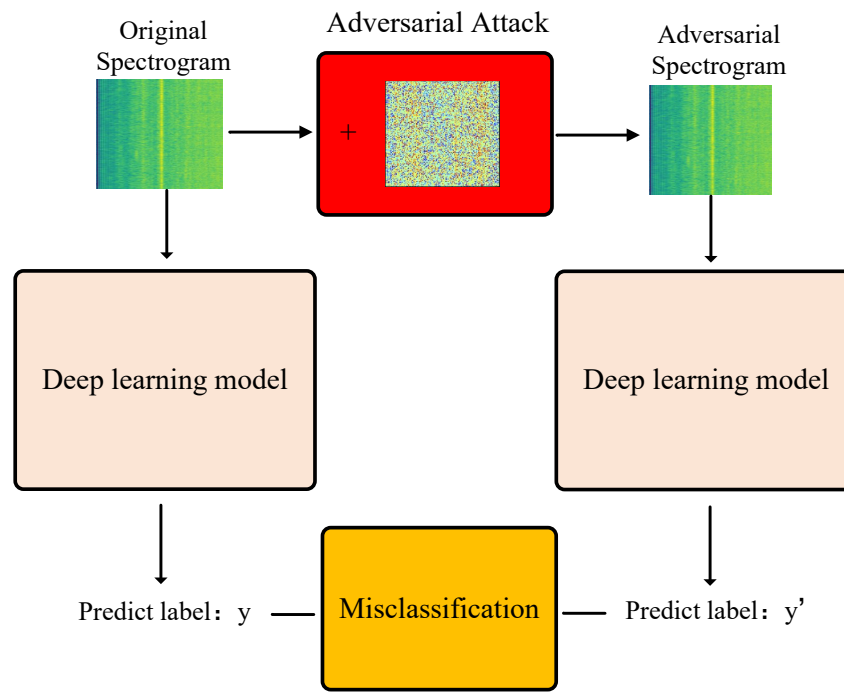 Original
Spectrogram
Adversarial Attack
Adversarial
Spectrogram
+
Deep learning model
Deep learning model
Predict label：y
Misclassification
Predict label：y’